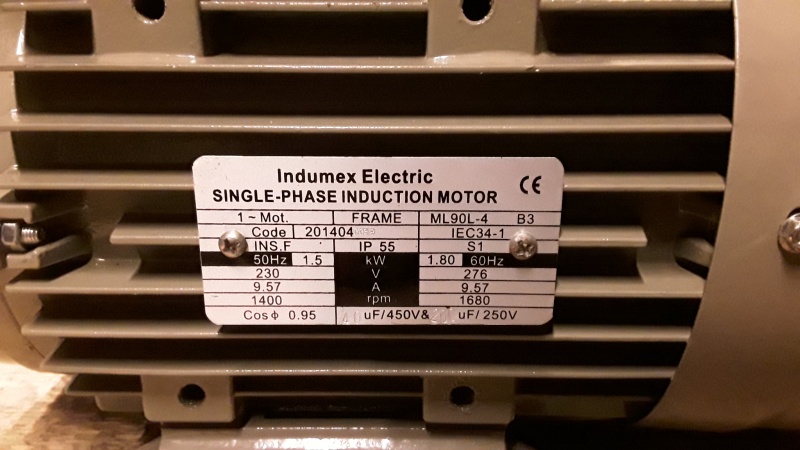 Indumex Electric
SINGLE-PHASE INDUCTION MOTOR CE
1 ~ Mot. FRAME ML90L-4 B3
Code 201404 IEC34-1
INS.F IP 55 S1
50Hz 1.5 kW 1.80 60Hz
230 V 276
9.57 A 9.57
1400 rpm 1680
Cos ϕ 0.95 uF/450V& uF/250V